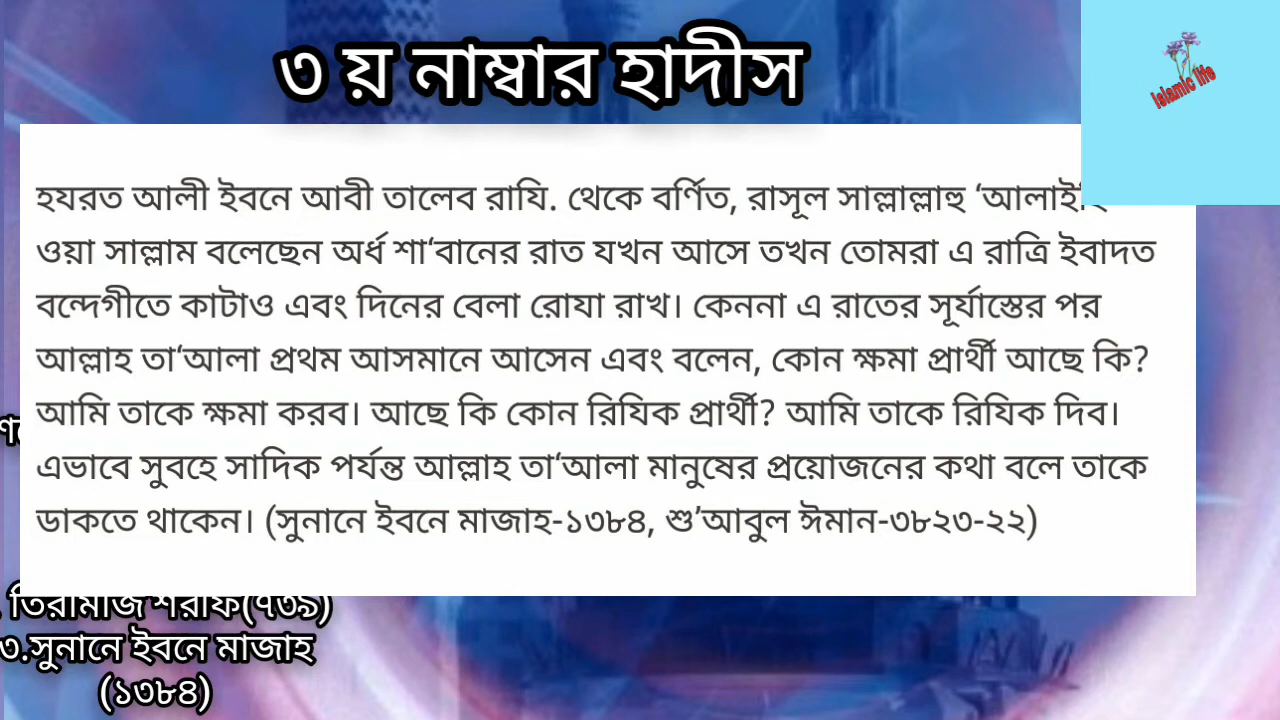 ৩ য় নাম্বার হাদীস
Islamic life
হযরত আলী ইবনে আবী তালেব রাযি. থেকে বর্ণিত, রাসূল সাল্লাল্লাহু ‘আলাইহি
ওয়া সাল্লাম বলেছেন অর্ধ শা‘বানের রাত যখন আসে তখন তোমরা এ রাত্রি ইবাদত
বন্দেগীতে কাটাও এবং দিনের বেলা রোযা রাখ। কেননা এ রাতের সূর্যাস্তের পর
আল্লাহ তা‘আলা প্রথম আসমানে আসেন এবং বলেন, কোন ক্ষমা প্রার্থী আছে কি?
আমি তাকে ক্ষমা করব। আছে কি কোন রিযিক প্রার্থী? আমি তাকে রিযিক দিব।
এভাবে সুবহে সাদিক পর্যন্ত আল্লাহ তা‘আলা মানুষের প্রয়োজনের কথা বলে তাকে
ডাকতে থাকেন। (সুনানে ইবনে মাজাহ-১৩৮৪, শু’আবুল ঈমান-৩৮২৩-২২)
তিরমিজি শরীফ(৭৩৯)
৩.সুনানে ইবনে মাজাহ
(১৩৮৪)